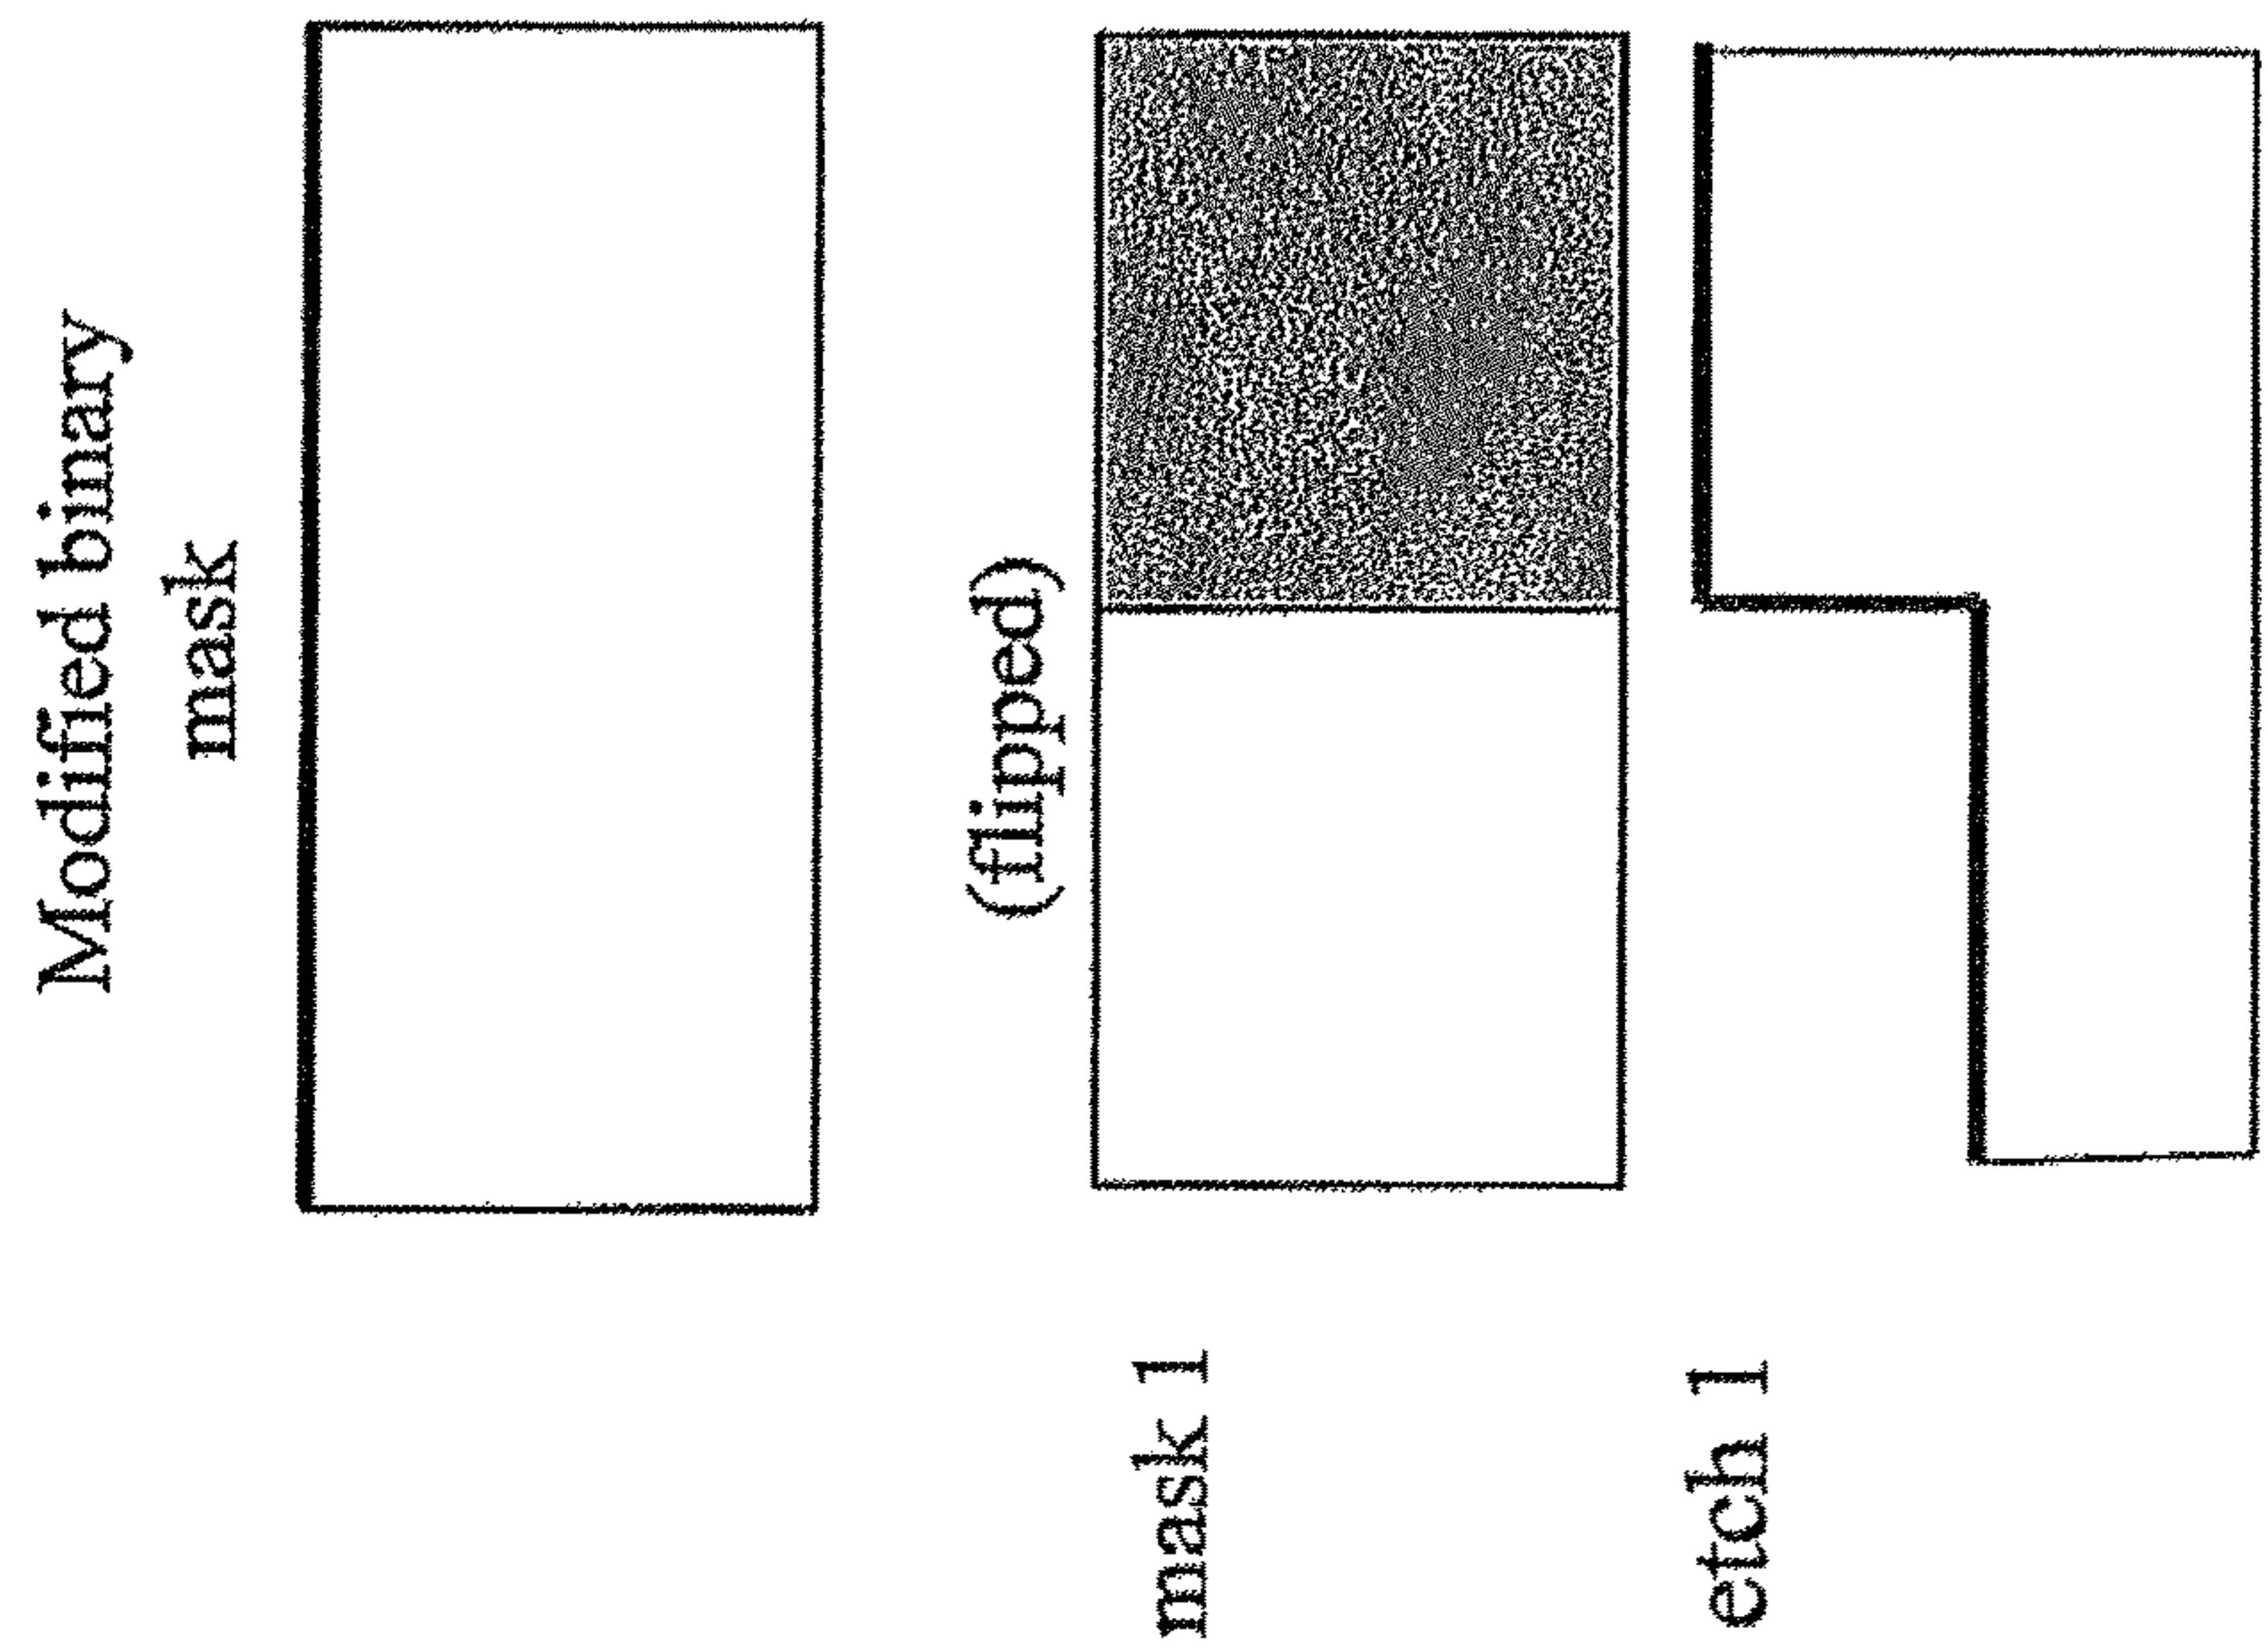 Modified binary
mask
(flipped)
mask 1
etch 1